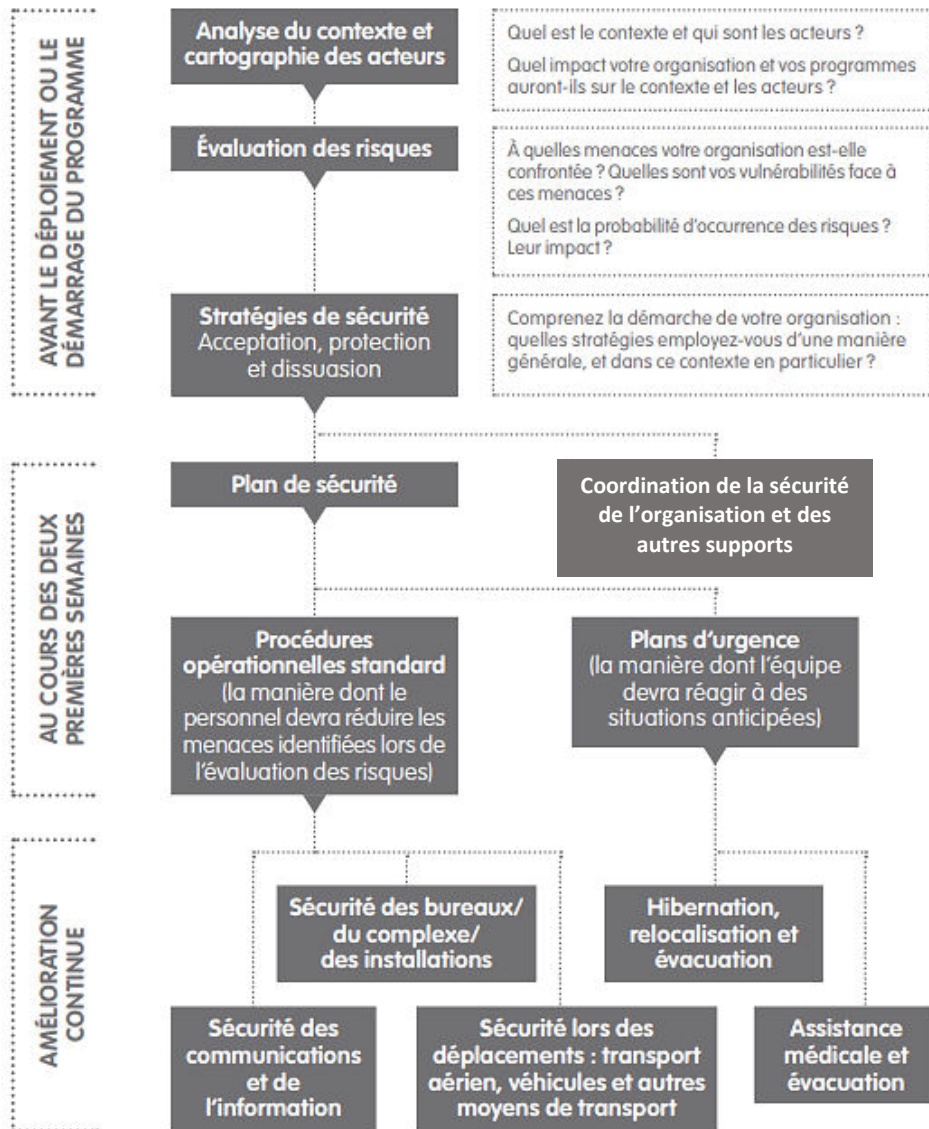 AVANT LE DÉPLOIEMENT OU LE
DÉMARRAGE DU PROGRAMME
Analyse du contexte et
cartographie des acteurs
Quel est le contexte et qui sont les acteurs ?
Quel impact votre organisation et vos programmes
auront-ils sur le contexte et les acteurs ?
Évaluation des risques
À quelles menaces votre organisation est-elle
confrontée ? Quelles sont vos vulnérabilités face à
ces menaces ?
Quel est la probabilité d'occurrence des risques ?
Leur impact ?
Stratégies de sécurité
Acceptation, protection
et dissuasion
Comprenez la démarche de votre organisation :
quelles stratégies employez-vous d'une manière
générale, et dans ce contexte en particulier ?
AU COURS DES DEUX
PREMIÈRES SEMAINES
Plan de sécurité
Coordination de la sécurité
de l'organisation et des
autres supports
Procédures
opérationnelles standard
(la manière dont le
personnel devra réduire les
menaces identifiées lors de
l'évaluation des risques)
Plans d'urgence
(la manière dont l'équipe
devra réagir à des
situations anticipées)
AMÉLIORATION
CONTINUE
Sécurité des bureaux/
du complexe/
des installations
Hibernation,
relocalisation et
évacuation
Sécurité des
communications
et de
l'information
Sécurité lors des
déplacements : transport
aérien, véhicules et autres
moyens de transport
Assistance
médicale et
évacuation